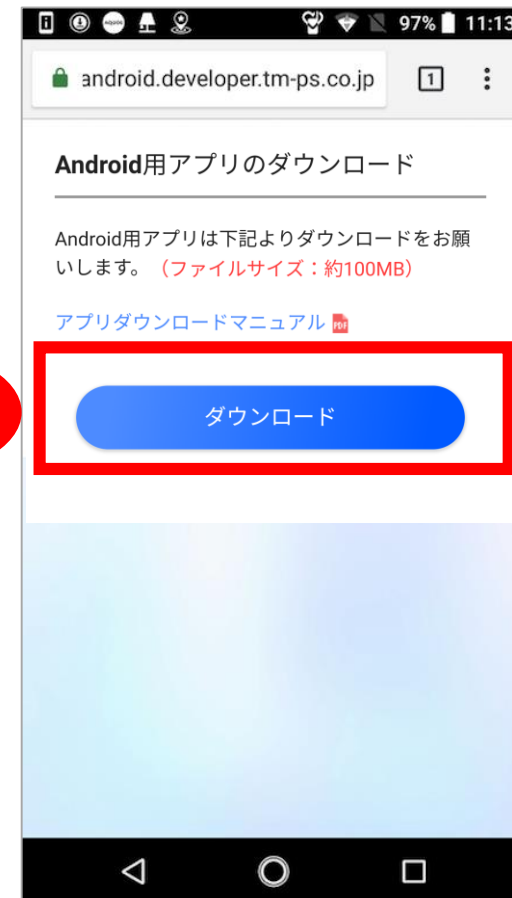 97% 11:13
android.developer.tm-ps.co.jp 1
Android用アプリのダウンロード
Android用アプリは下記よりダウンロードをお願
いします。（ファイルサイズ：約100MB）
アプリダウンロードマニュアル PDF
ダウンロード